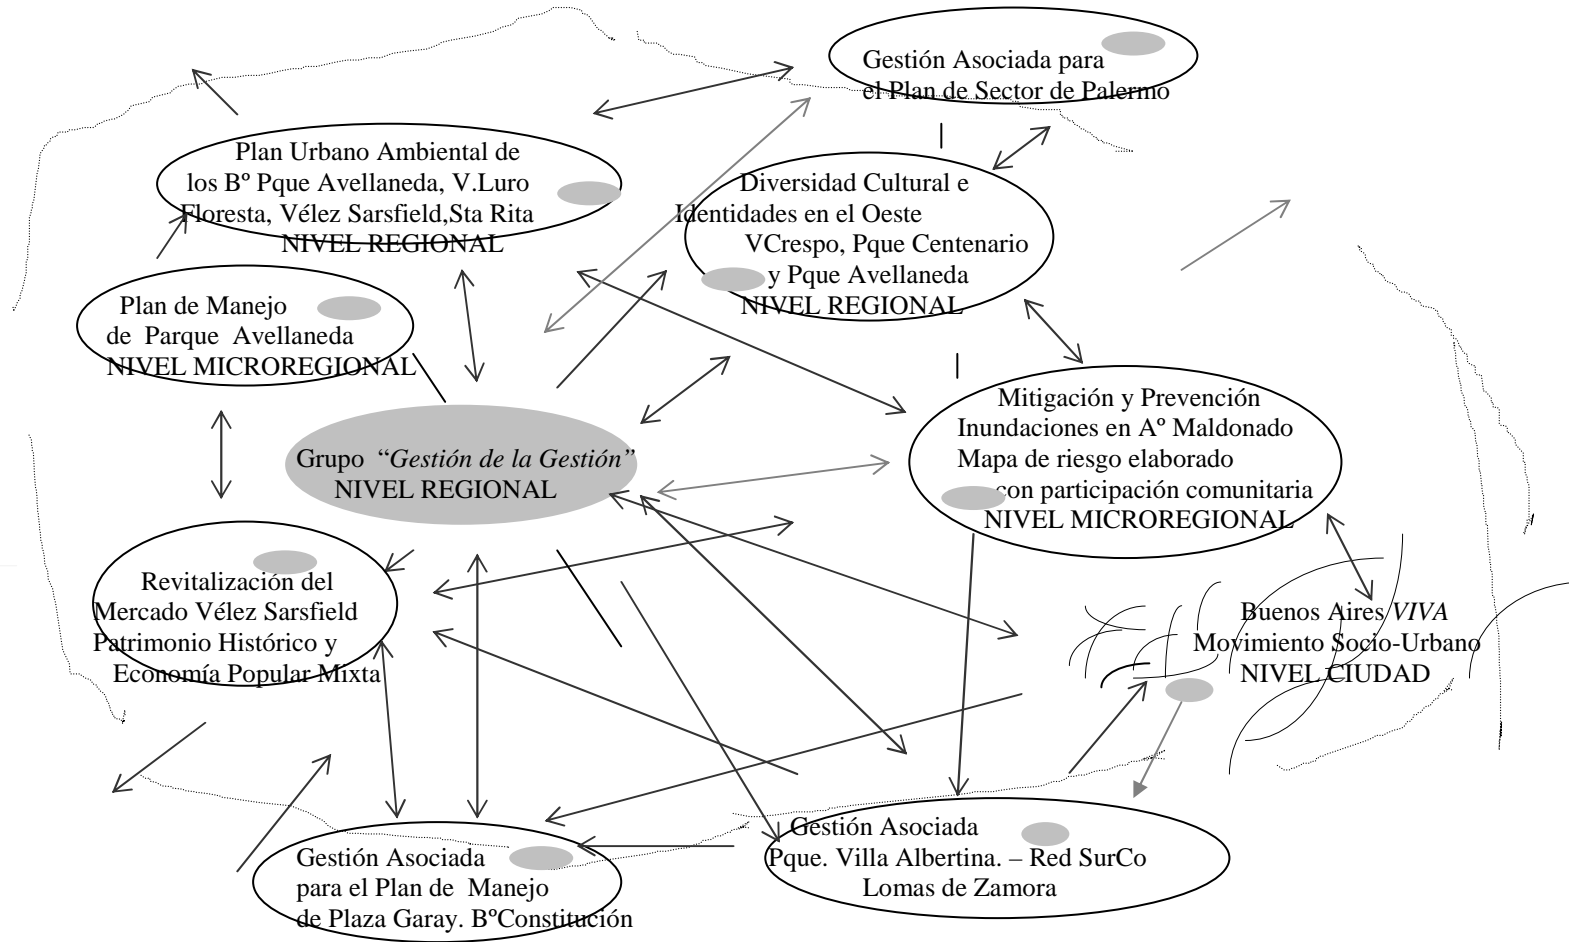 Gestión Asociada para
el Plan de Sector de Palermo
Plan Urbano Ambiental de
los Bº Pque Avellaneda, V.Luro
Floresta, Vélez Sarsfield,Sta Rita
NIVEL REGIONAL
Diversidad Cultural e
Identidades en el Oeste
VCrespo, Pque Centenario
y Pque Avellaneda
NIVEL REGIONAL
Plan de Manejo
de Parque Avellaneda
NIVEL MICROREGIONAL
Mitigación y Prevención
Inundaciones en Aº Maldonado
Mapa de riesgo elaborado
con participación comunitaria
NIVEL MICROREGIONAL
Grupo “Gestión de la Gestión”
NIVEL REGIONAL
Revitalización del
Mercado Vélez Sarsfield
Patrimonio Histórico y
Economía Popular Mixta
Buenos Aires VIVA
Movimiento Socio-Urbano
NIVEL CIUDAD
Gestión Asociada
para el Plan de Manejo
de Plaza Garay. BºConstitución
Gestión Asociada
Pque. Villa Albertina. – Red SurCo
Lomas de Zamora